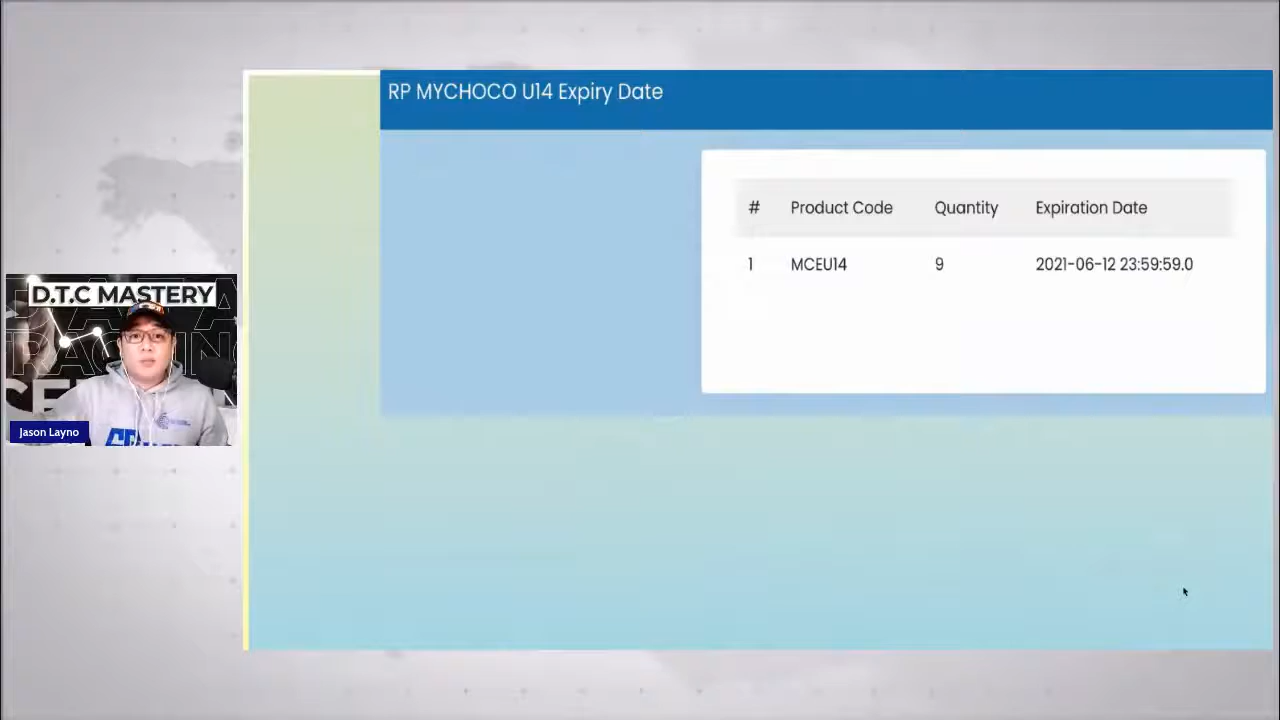 RP MYCHOCO U14 Expiry Date
# Product Code Quantity Expiration Date
1 MCEU14 9 2021-06-12 23:59:59.0
D.T.C MASTERY
Jason Layno